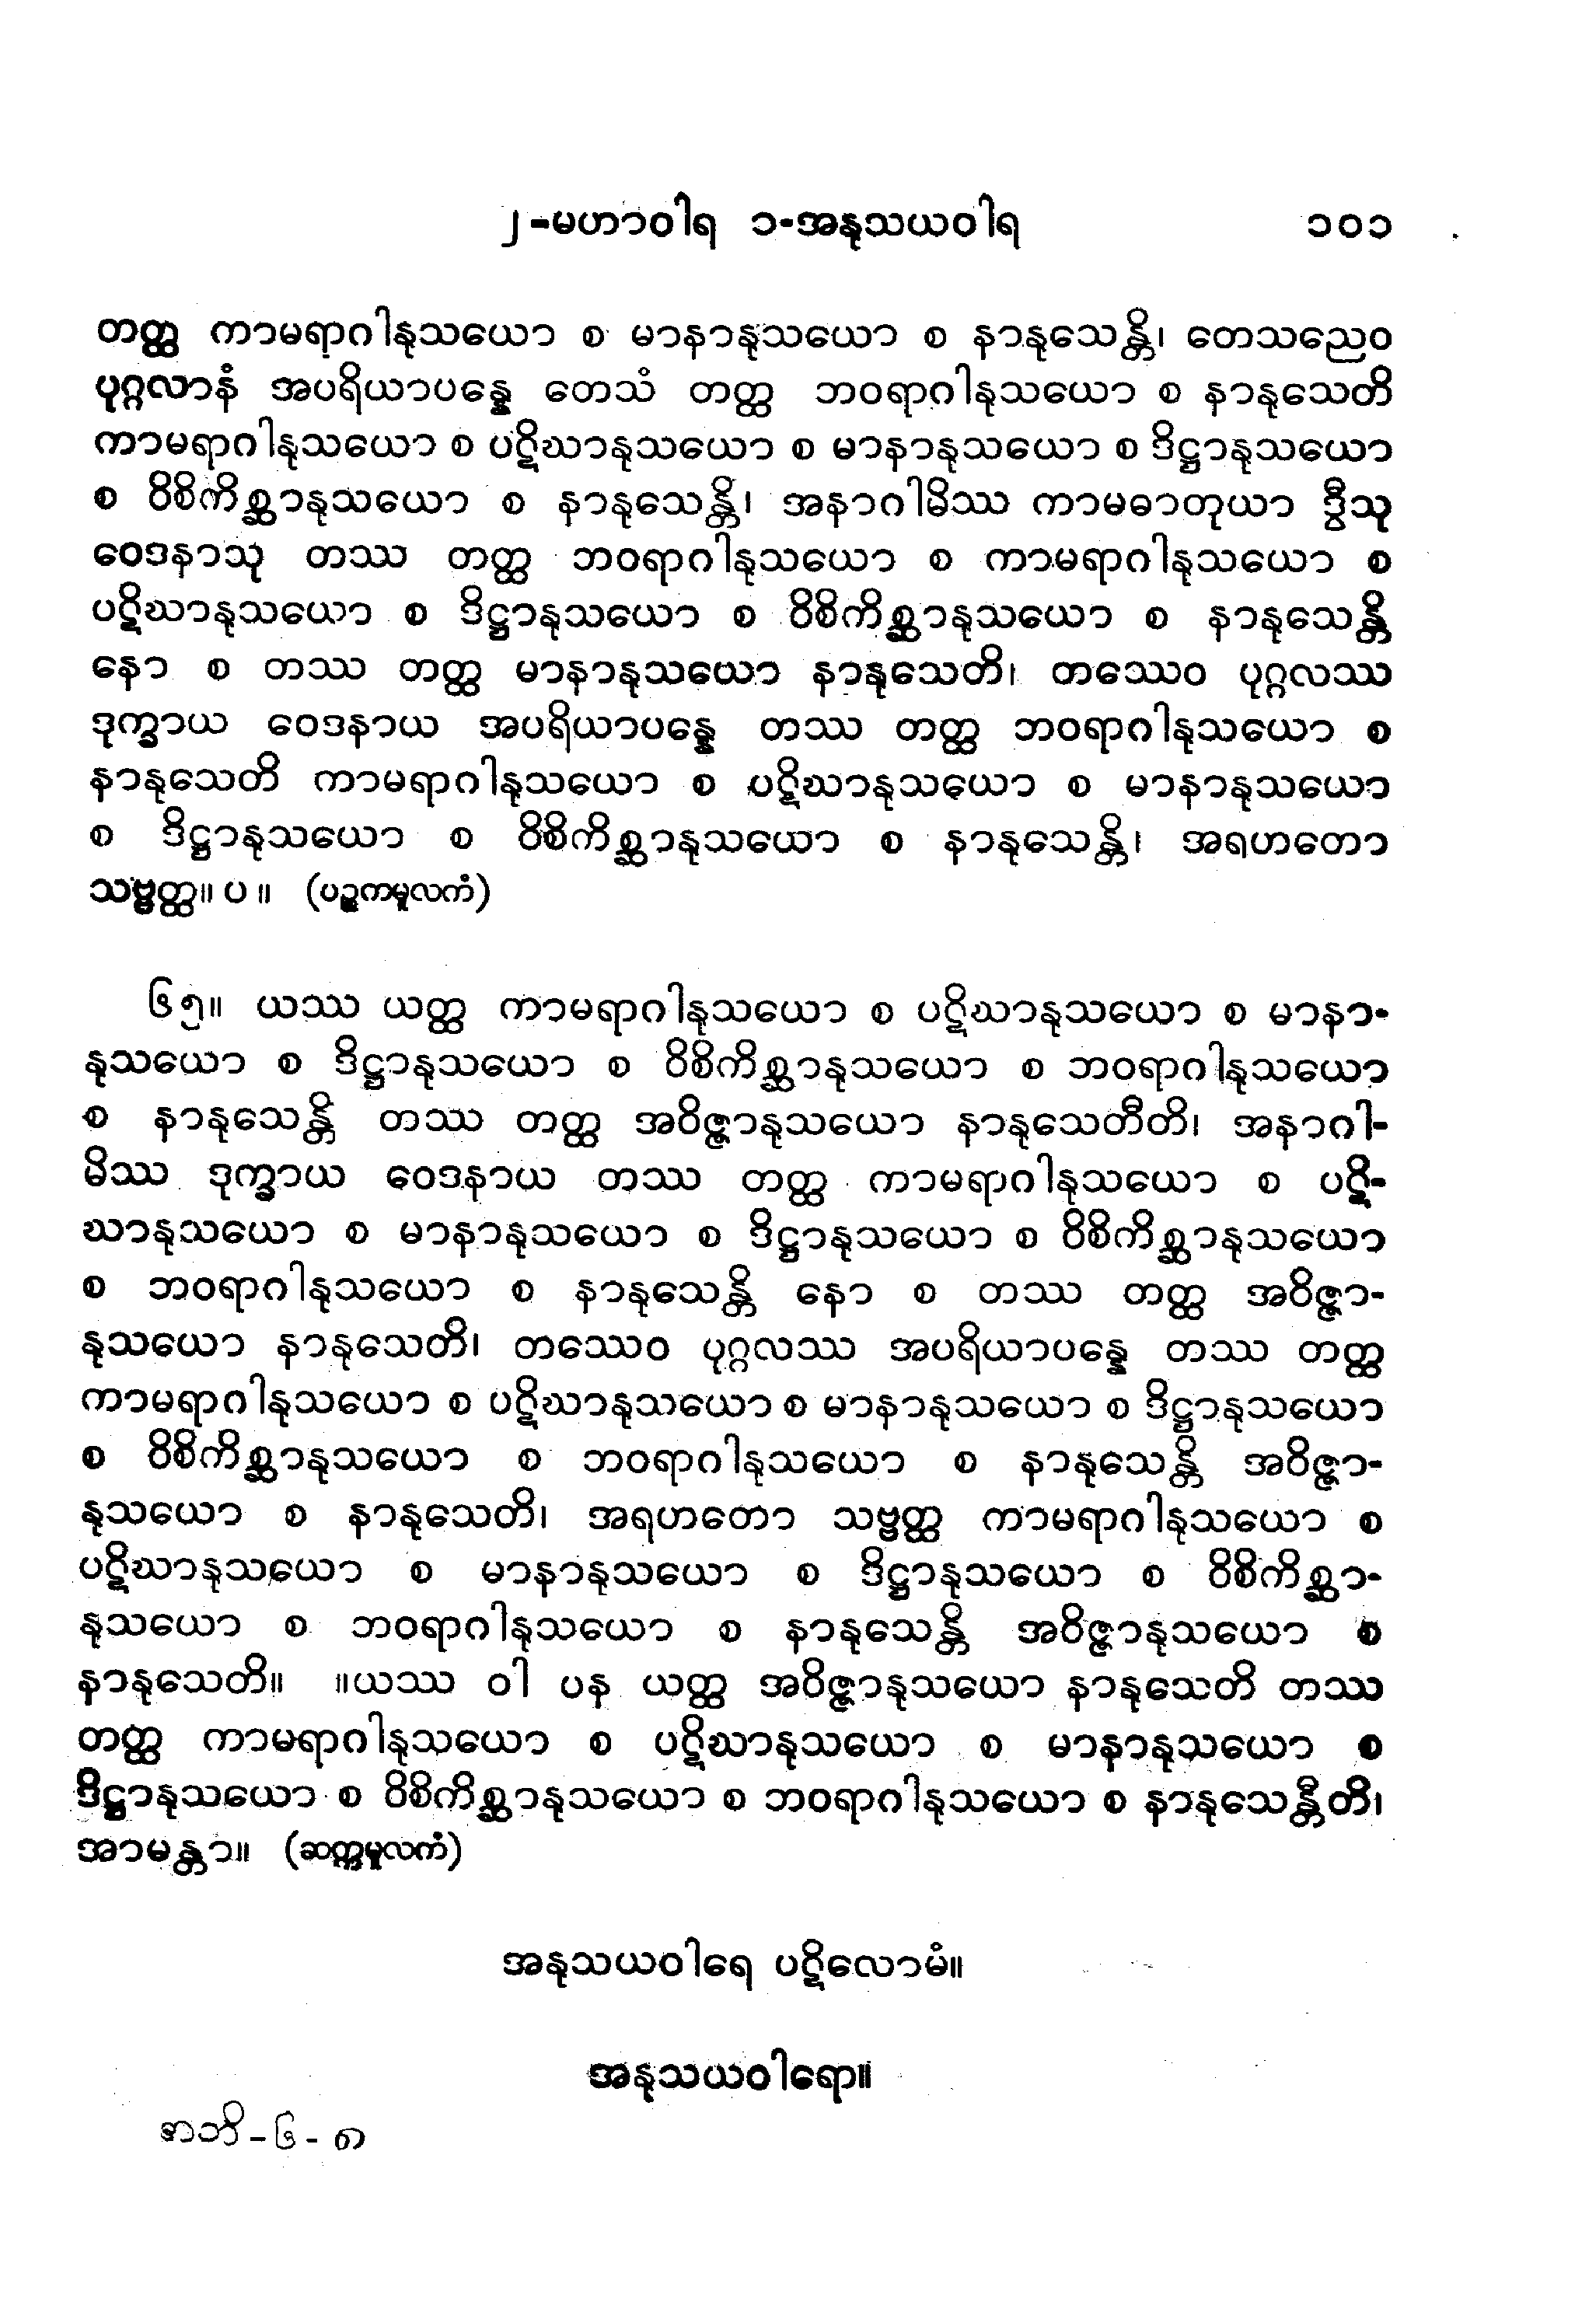 ၂-မဟာဝါရ ၁-အနုသယဝါရ ၁၀၁
တတ္ထ ကာမရာဂါနုသယော စ မာနာနုသယော စ နာနုသေန္တိ၊ တေသညေဝ
ပုဂ္ဂလာနံ အပရိယာပန္နေ တေသံ တတ္ထ ဘဝရာဂါနုသယော စ နာနုသေတိ
ကာမရာဂါနုသယော စ ပဋိဃာနုသယော စ မာနာနုသယော စ ဒိဋ္ဌာနုသယော
စ ဝိစိကိစ္ဆာနုသယော စ နာနုသေန္တိ၊ အနာဂါမိဿ ကာမဓာတုယာ ဒွီသု
ဝေဒနာသု တဿ တတ္ထ ဘဝရာဂါနုသယော စ ကာမရာဂါနုသယော စ
ပဋိဃာနုသယော စ ဒိဋ္ဌာနုသယော စ ဝိစိကိစ္ဆာနုသယော စ နာနုသေန္တိ
နော စ တဿ တတ္ထ မာနာနုသယော နာနုသေတိ၊ တဿေဝ ပုဂ္ဂလဿ
ဒုက္ခာယ ဝေဒနာယ အပရိယာပန္နေ တဿ တတ္ထ ဘဝရာဂါနုသယော စ
နာနုသေတိ ကာမရာဂါနုသယော စ ပဋိဃာနုသယော စ မာနာနုသယော
စ ဒိဋ္ဌာနုသယော စ ဝိစိကိစ္ဆာနုသယော စ နာနုသေန္တိ၊ အရဟတော
သဗ္ဗတ္ထ။ ပ ။ (ပဉ္စကမူလကံ)
၆၅။ ယဿ ယတ္ထ ကာမရာဂါနုသယော စ ပဋိဃာနုသယော စ မာနာ-
နုသယော စ ဒိဋ္ဌာနုသယော စ ဝိစိကိစ္ဆာနုသယော စ ဘဝရာဂါနုသယော
စ နာနုသေန္တိ တဿ တတ္ထ အဝိဇ္ဇာနုသယော နာနုသေတီတိ၊ အနာဂါ-
မိဿ ဒုက္ခာယ ဝေဒနာယ တဿ တတ္ထ ကာမရာဂါနုသယော စ ပဋိ-
ဃာနုသယော စ မာနာနုသယော စ ဒိဋ္ဌာနုသယော စ ဝိစိကိစ္ဆာနုသယော
စ ဘဝရာဂါနုသယော စ နာနုသေန္တိ နော စ တဿ တတ္ထ အဝိဇ္ဇာ-
နုသယော နာနုသေတိ၊ တဿေဝ ပုဂ္ဂလဿ အပရိယာပန္နေ တဿ တတ္ထ
ကာမရာဂါနုသယော စ ပဋိဃာနုသယော စ မာနာနုသယော စ ဒိဋ္ဌာနုသယော
စ ဝိစိကိစ္ဆာနုသယော စ ဘဝရာဂါနုသယော စ နာနုသေန္တိ အဝိဇ္ဇာ-
နုသယော စ နာနုသေတိ၊ အရဟတော သဗ္ဗတ္ထ ကာမရာဂါနုသယော စ
ပဋိဃာနုသယော စ မာနာနုသယော စ ဒိဋ္ဌာနုသယော စ ဝိစိကိစ္ဆာ-
နုသယော စ ဘဝရာဂါနုသယော စ နာနုသေန္တိ အဝိဇ္ဇာနုသယော စ
နာနုသေတိ။ ။ယဿ ဝါ ပန ယတ္ထ အဝိဇ္ဇာနုသယော နာနုသေတိ တဿ
တတ္ထ ကာမရာဂါနုသယော စ ပဋိဃာနုသယော စ မာနာနုသယော စ
ဒိဋ္ဌာနုသယော စ ဝိစိကိစ္ဆာနုသယော စ ဘဝရာဂါနုသယော စ နာနုသေန္တီတိ၊
အာမန္တာ။ (ဆက္ကမူလကံ)
အနုသယဝါရေ ပဋိလောမံ။
အနုသယဝါရော။
အဘိ-၆-၈